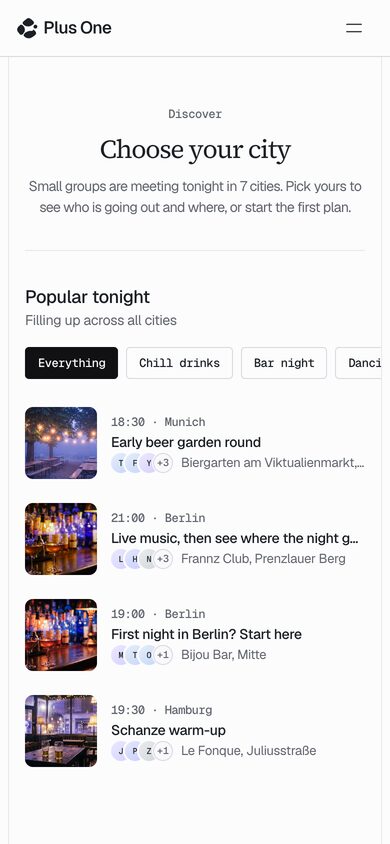 Plus One
Discover
Choose your city
Small groups are meeting tonight in 7 cities. Pick yours to
see who is going out and where, or start the first plan.
Popular tonight
Filling up across all cities
Everything
Chill drinks
Bar night
Danci
18:30 · Munich
Early beer garden round
T F Y +3 Biergarten am Viktualienmarkt,…
21:00 · Berlin
Live music, then see where the night g…
L H N +3 Frannz Club, Prenzlauer Berg
19:00 · Berlin
First night in Berlin? Start here
M T O +1 Bijou Bar, Mitte
19:30 · Hamburg
Schanze warm-up
J P Z +1 Le Fonque, Juliusstraße